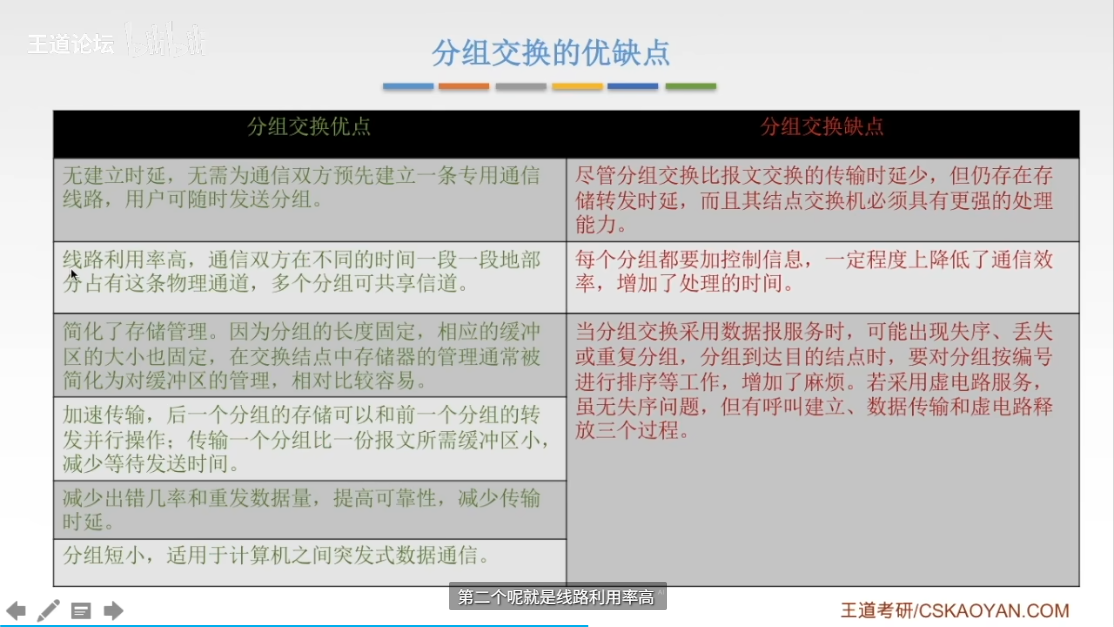 王道论坛
分组交换的优缺点
分组交换优点
分组交换缺点
无建立时延，无需为通信双方预先建立一条专用通信
线路，用户可随时发送分组。
尽管分组交换比报文交换的传输时延少，但仍存在存
储转发时延，而且其结点交换机必须具有更强的处理
能力。
线路利用率高，通信双方在不同的时间一段一段地部
分占有这条物理通道，多个分组可共享信道。
每个分组都要加控制信息，一定程度上降低了通信效
率，增加了处理的时间。
简化了存储管理。因为分组的长度固定，相应的缓冲
区的大小也固定，在交换结点中存储器的管理通常被
简化为对缓冲区的管理，相对比较容易。
当分组交换采用数据报服务时，可能出现失序、丢失
或重复分组，分组到达目的结点时，要对分组按编号
进行排序等工作，增加了麻烦。若采用虚电路服务，
虽无失序问题，但有呼叫建立、数据传输和虚电路释
放三个过程。
加速传输，后一个分组的存储可以和前一个分组的转
发并行操作；传输一个分组比一份报文所需缓冲区小，
减少等待发送时间。
减少出错几率和重发数据量，提高可靠性，减少传输
时延。
分组短小，适用于计算机之间突发式数据通信。
第二个呢就是线路利用率高
王道考研/CSKAOYAN.COM